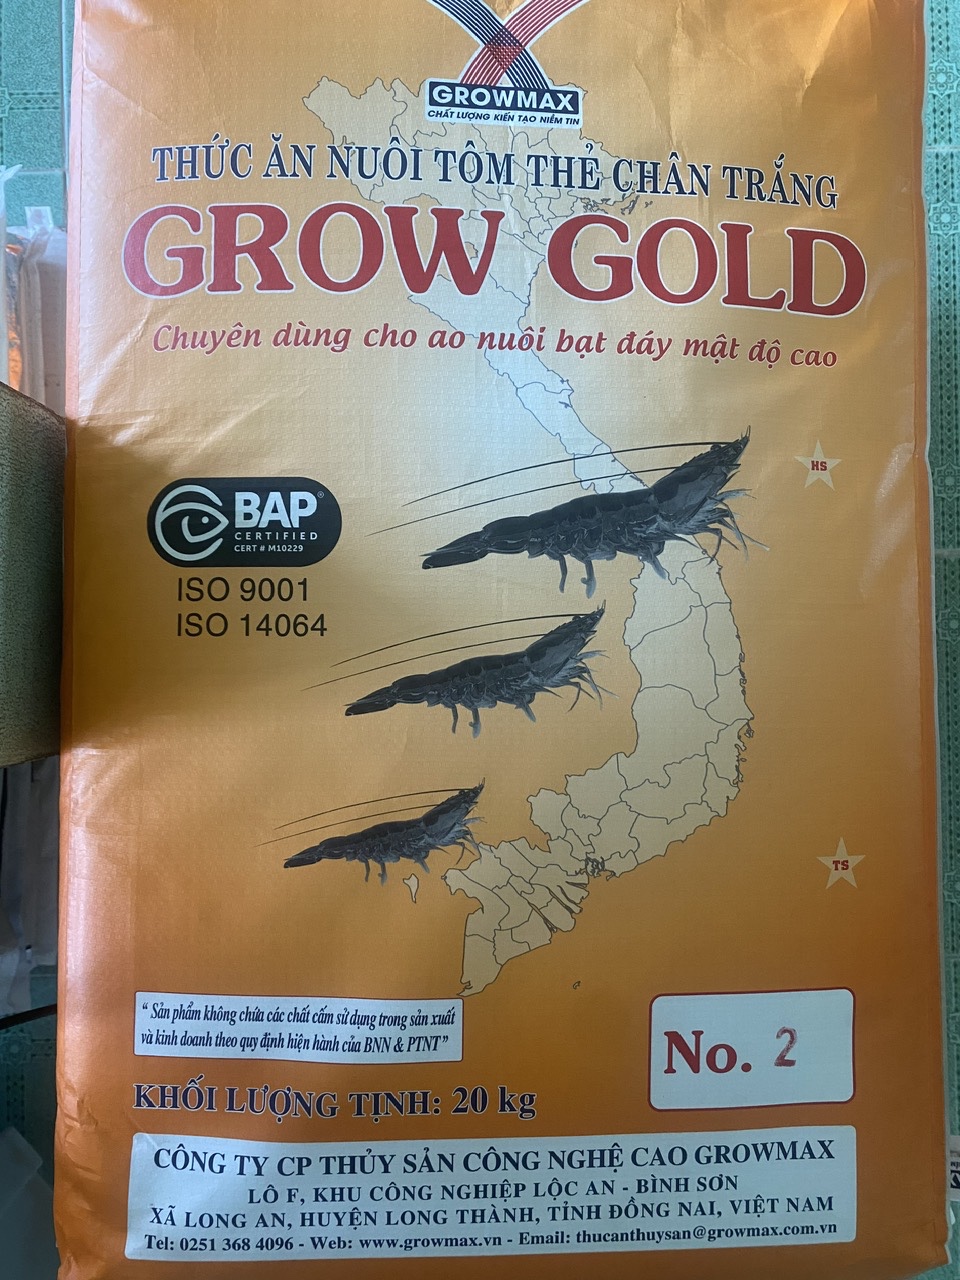 GROWMAX
CHẤT LƯỢNG KIẾN TẠO NIỀM TIN
THỨC ĂN NUÔI TÔM THẺ CHÂN TRẮNG
GROW GOLD
Chuyên dùng cho ao nuôi bạt đáy mật độ cao
HS
BAP®
CERTIFIED
CERT # M10229
ISO 9001
ISO 14064
TS
“ Sản phẩm không chứa các chất cấm sử dụng trong sản xuất
và kinh doanh theo quy định hiện hành của BNN & PTNT”
No. 2
KHỐI LƯỢNG TỊNH: 20 kg
CÔNG TY CP THỦY SẢN CÔNG NGHỆ CAO GROWMAX
LÔ F, KHU CÔNG NGHIỆP LỘC AN - BÌNH SƠN
XÃ LONG AN, HUYỆN LONG THÀNH, TỈNH ĐỒNG NAI, VIỆT NAM
Tel: 0251 368 4096 - Web: www.growmax.vn - Email: thucanthuysan@growmax.com.vn